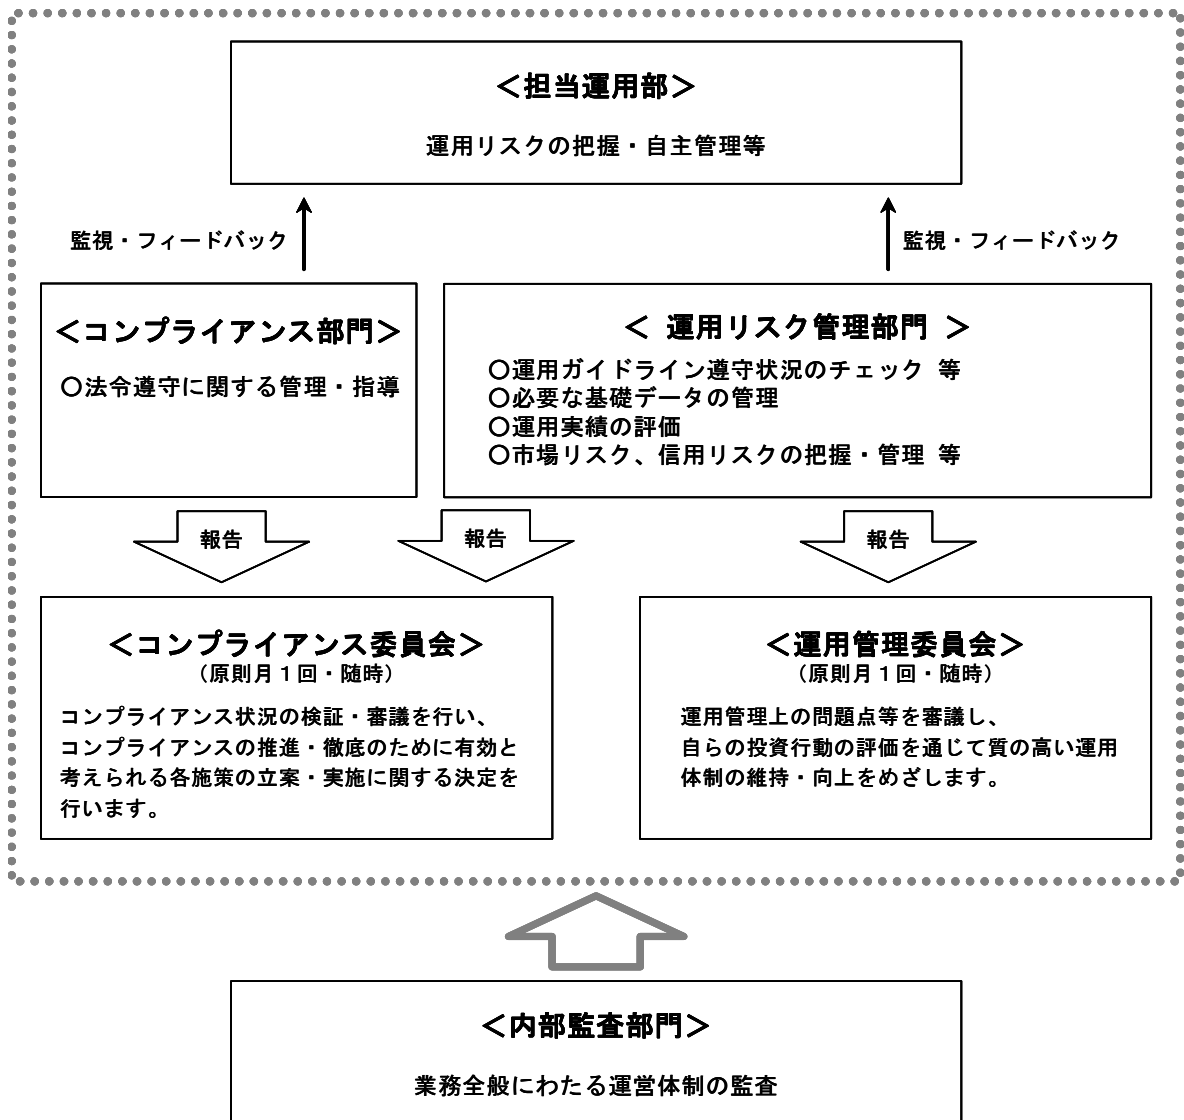 ＜担当運用部＞
運用リスクの把握・自主管理等
監視・フィードバック
監視・フィードバック
＜コンプライアンス部門＞
○法令遵守に関する管理・指導
＜ 運用リスク管理部門 ＞
○運用ガイドライン遵守状況のチェック 等
○必要な基礎データの管理
○運用実績の評価
○市場リスク、信用リスクの把握・管理 等
報告
報告
報告
＜コンプライアンス委員会＞
（原則月１回・随時）
コンプライアンス状況の検証・審議を行い、
コンプライアンスの推進・徹底のために有効と
考えられる各施策の立案・実施に関する決定を
行います。
＜運用管理委員会＞
（原則月１回・随時）
運用管理上の問題点等を審議し、
自らの投資行動の評価を通じて質の高い運用
体制の維持・向上をめざします。
＜内部監査部門＞
業務全般にわたる運営体制の監査